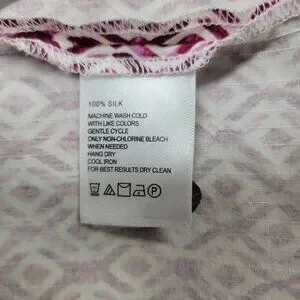 100% SILK
MACHINE WASH COLD
WITH LIKE COLORS
GENTLE CYCLE
ONLY NON-CHLORINE BLEACH
WHEN NEEDED
HANG DRY
COOL IRON
FOR BEST RESULTS DRY CLEAN
P